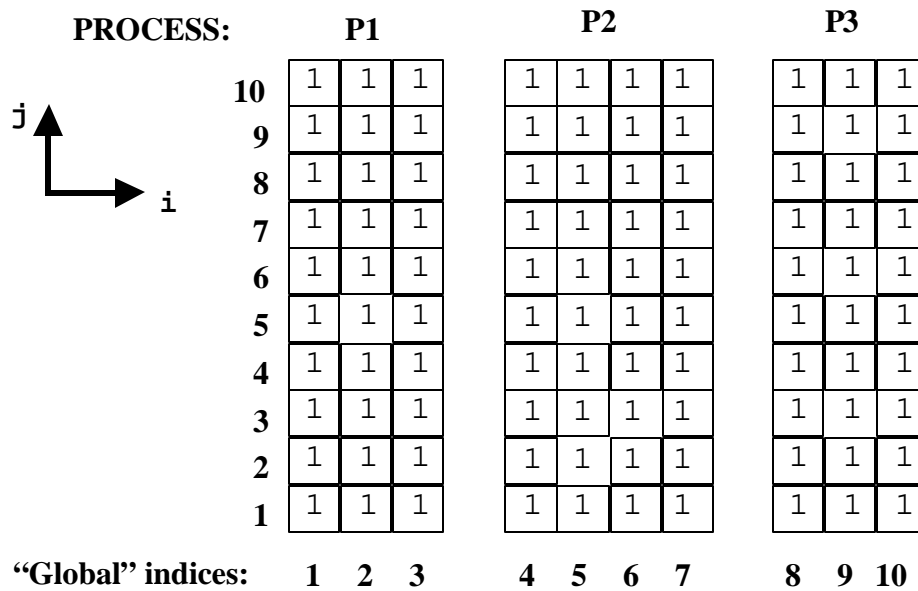 PROCESS: P1 P2 P3
10 1 1 1 1 1 1 1 1 1 1
j
9 1 1 1 1 1 1 1 1 1 1
8 1 1 1 1 1 1 1 1 1 1
i
7 1 1 1 1 1 1 1 1 1 1
6 1 1 1 1 1 1 1 1 1 1
5 1 1 1 1 1 1 1 1 1 1
4 1 1 1 1 1 1 1 1 1 1
3 1 1 1 1 1 1 1 1 1 1
2 1 1 1 1 1 1 1 1 1 1
1 1 1 1 1 1 1 1 1 1 1
“Global” indices: 1 2 3 4 5 6 7 8 9 10